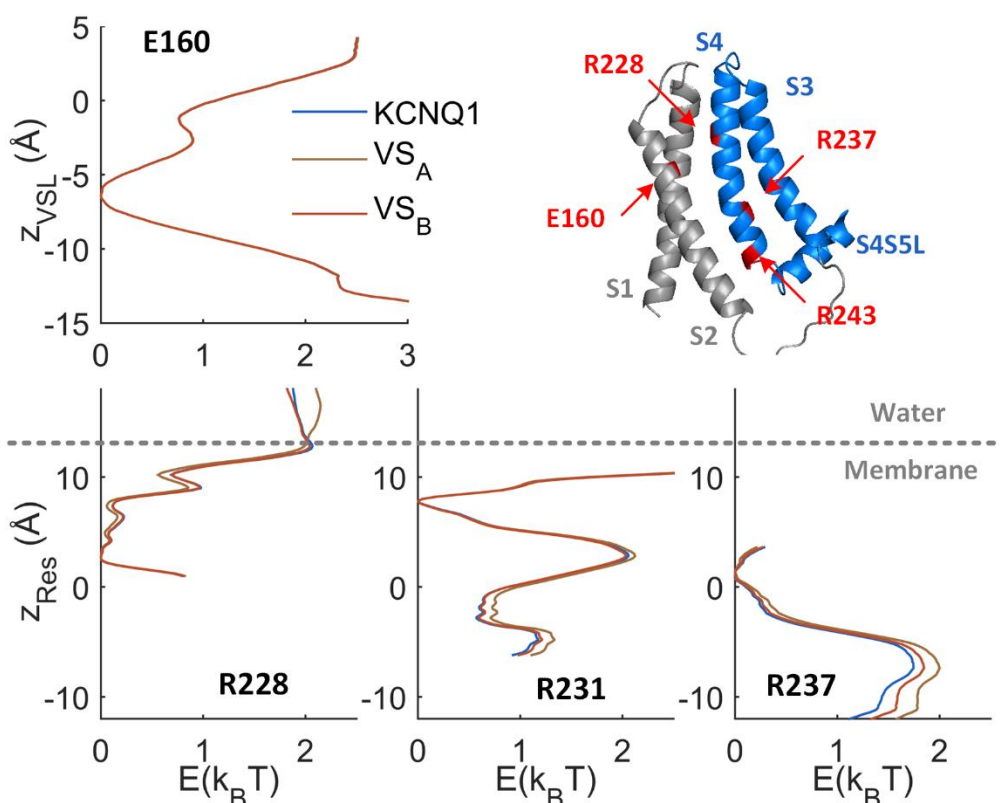 5
0
-5
-10
-15
z_VSL (Å)
E160
KCNQ1
VS_A
VS_B
0 1 2 3
S4
R228
S3
R237
E160
S4S5L
S1
S2
R243
Water
Membrane
10
0
-10
z_Res (Å)
R228
0 1 2
E(k_BT)
10
0
-10
R231
0 1 2
E(k_BT)
10
0
-10
R237
0 1 2
E(k_BT)